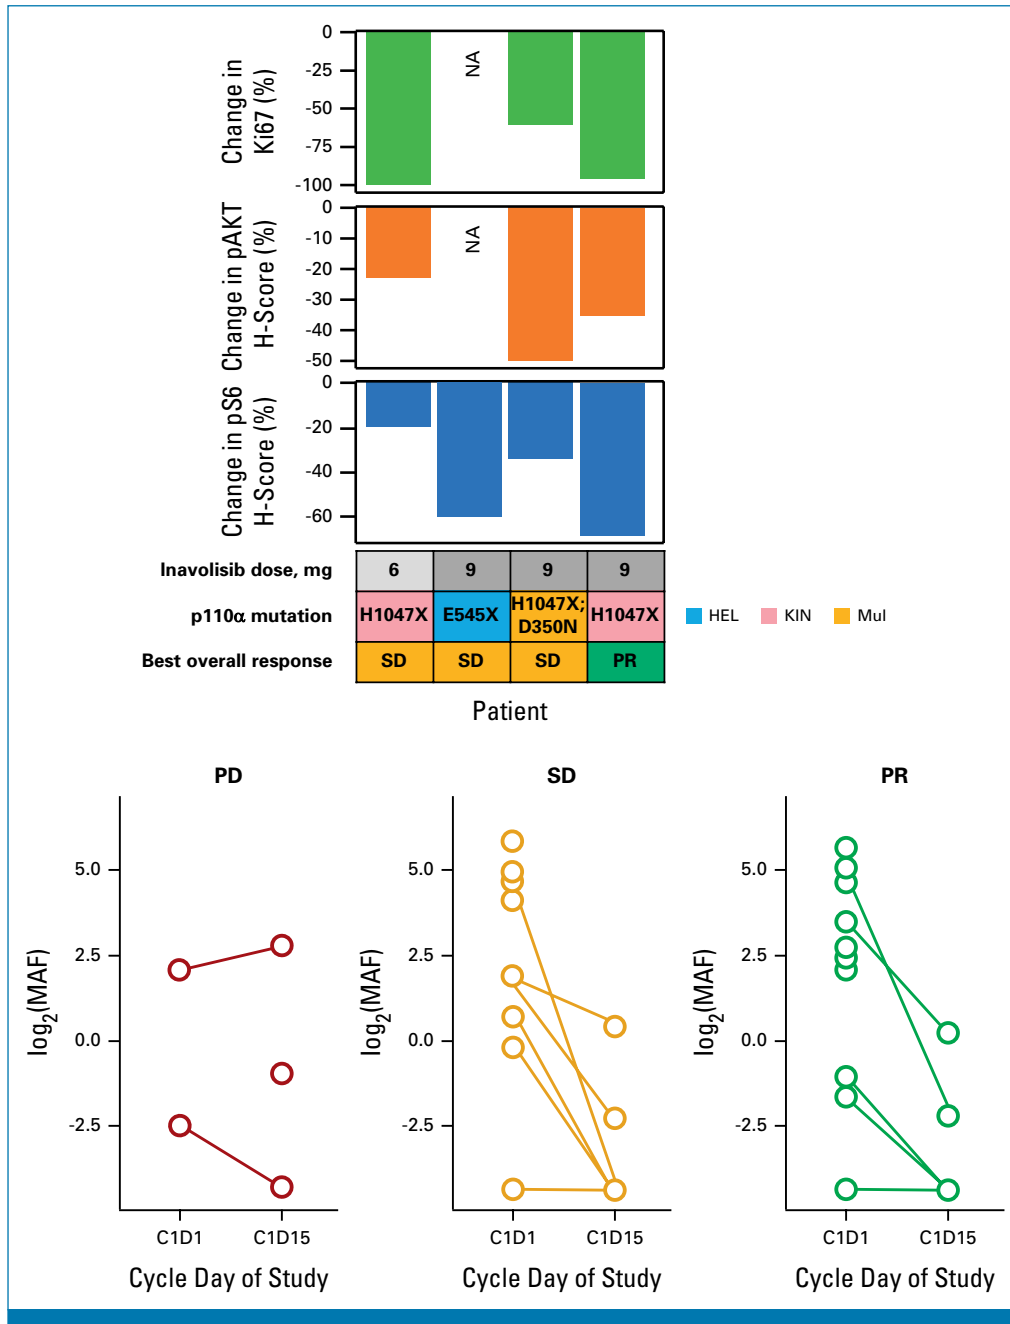 Change in
Ki67 (%)
0
-25
-50
-75
-100
NA
Change in pAKT
H-Score (%)
0
-10
-20
-30
-40
-50
NA
Change in pS6
H-Score (%)
0
-20
-40
-60
Inavolisib dose, mg
6
9
9
9
p110α mutation
H1047X
E545X
H1047X;
D350N
H1047X
HEL
KIN
Mul
Best overall response
SD
SD
SD
PR
Patient
PD
log2(MAF)
5.0
2.5
0.0
-2.5
C1D1
C1D15
Cycle Day of Study
SD
log2(MAF)
5.0
2.5
0.0
-2.5
C1D1
C1D15
Cycle Day of Study
PR
log2(MAF)
5.0
2.5
0.0
-2.5
C1D1
C1D15
Cycle Day of Study